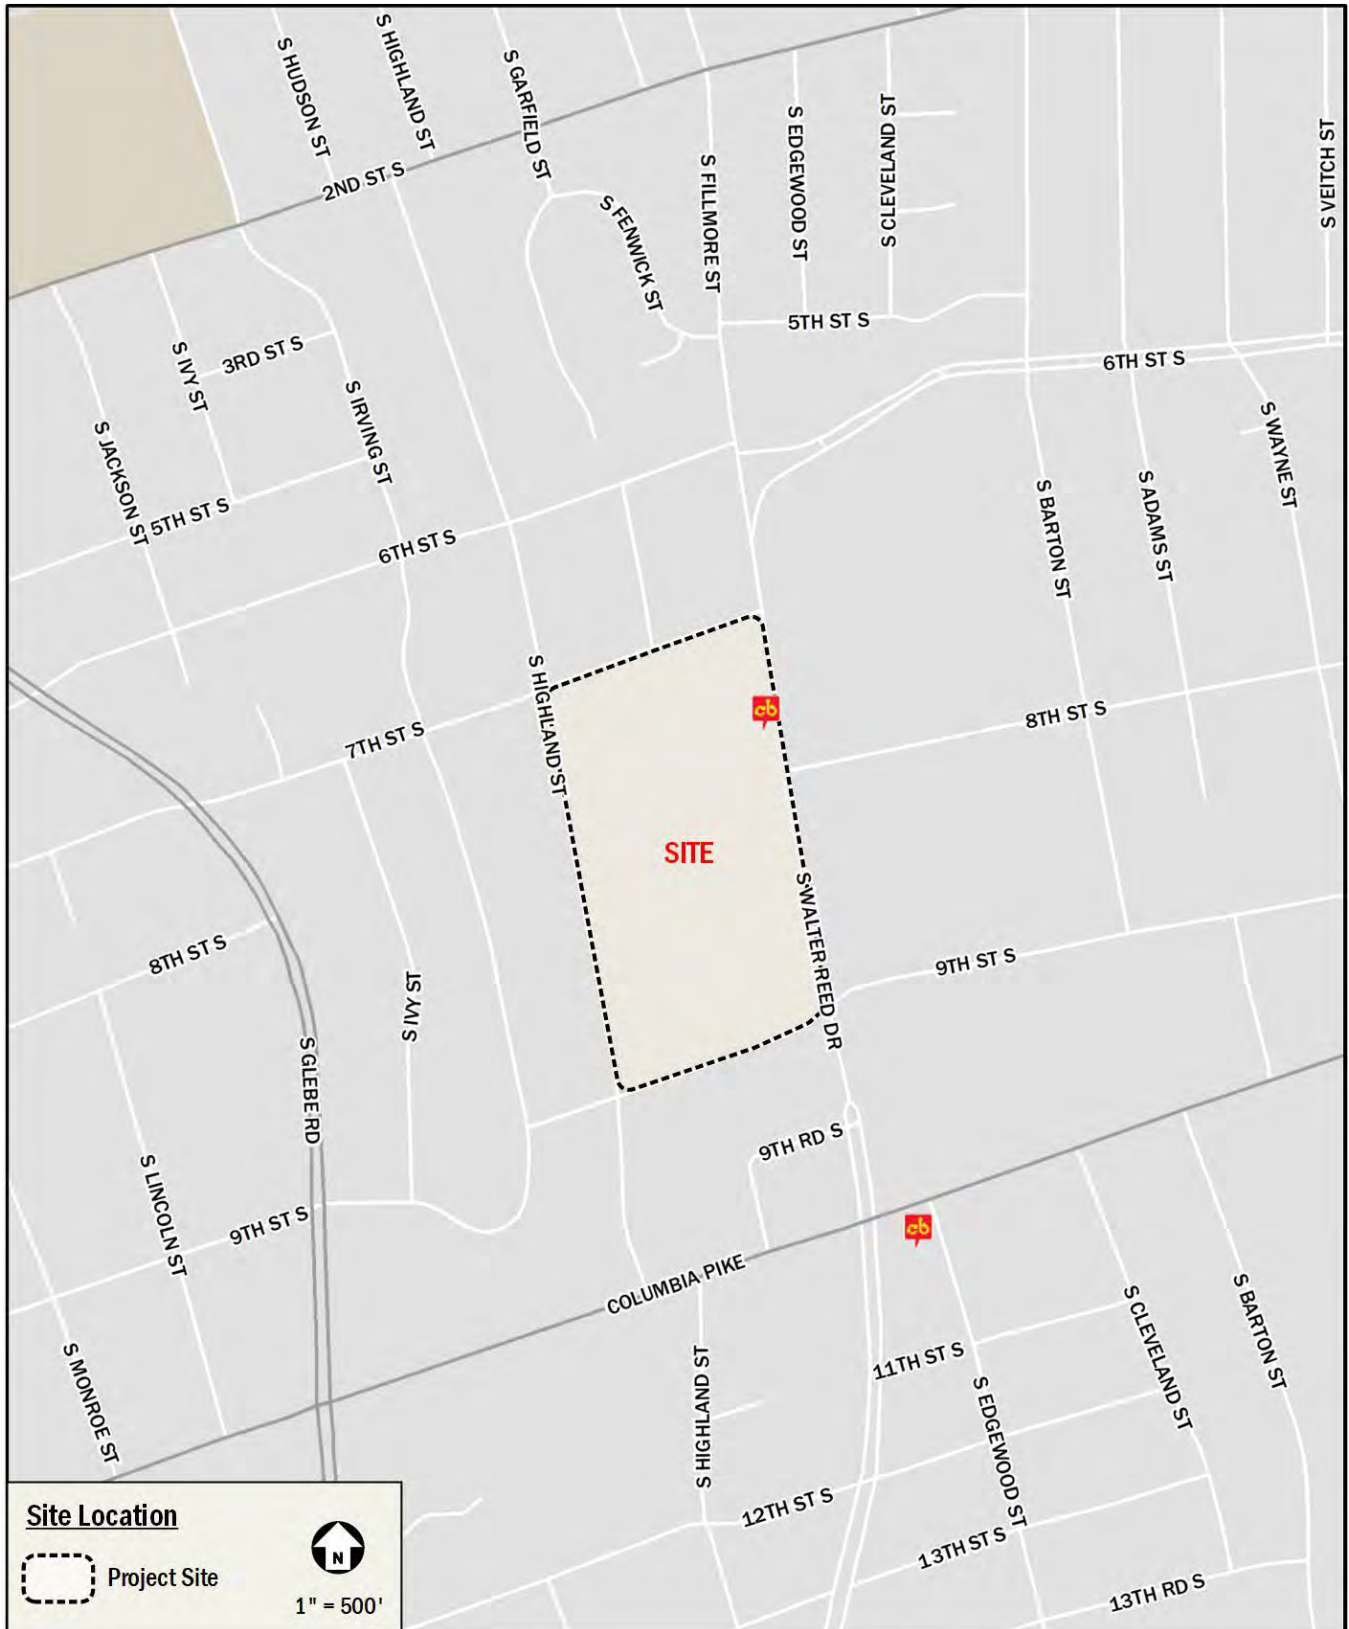 S HUDSON ST
S HIGHLAND ST
S GARFIELD ST
S EDGEWOOD ST
S CLEVELAND ST
S VEITCH ST
2ND ST S
S FENWICK ST
S FILLMORE ST
5TH ST S
3RD ST S
S IVY ST
S IRVING ST
6TH ST S
S JACKSON ST
5TH ST S
6TH ST S
S BARTON ST
S ADAMS ST
S WAYNE ST
S HIGHLAND ST
7TH ST S
cb
8TH ST S
SITE
S WALTER REED DR
8TH ST S
S IVY ST
9TH ST S
S GLEBE RD
9TH RD S
S LINCOLN ST
9TH ST S
cb
COLUMBIA PIKE
S MONROE ST
S HIGHLAND ST
11TH ST S
S EDGEWOOD ST
S CLEVELAND ST
S BARTON ST
12TH ST S
13TH ST S
13TH RD S
Site Location
Project Site
N
1" = 500'